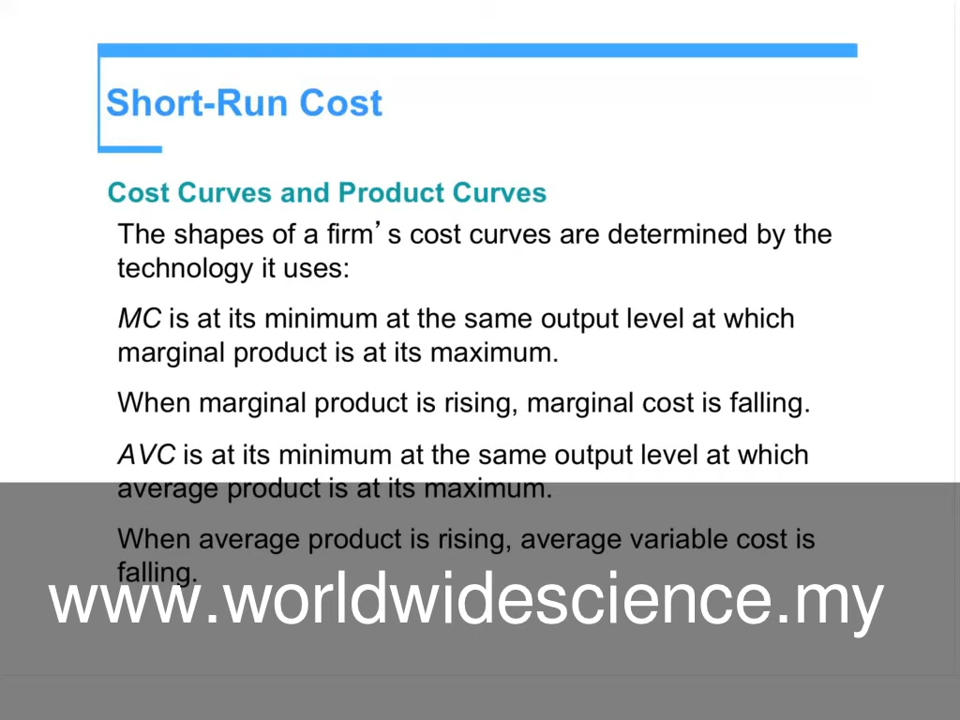 Short-Run Cost
Cost Curves and Product Curves
The shapes of a firm’s cost curves are determined by the
technology it uses:
MC is at its minimum at the same output level at which
marginal product is at its maximum.
When marginal product is rising, marginal cost is falling.
AVC is at its minimum at the same output level at which
average product is at its maximum.
When average product is rising, average variable cost is
falling.
www.worldwidescience.my